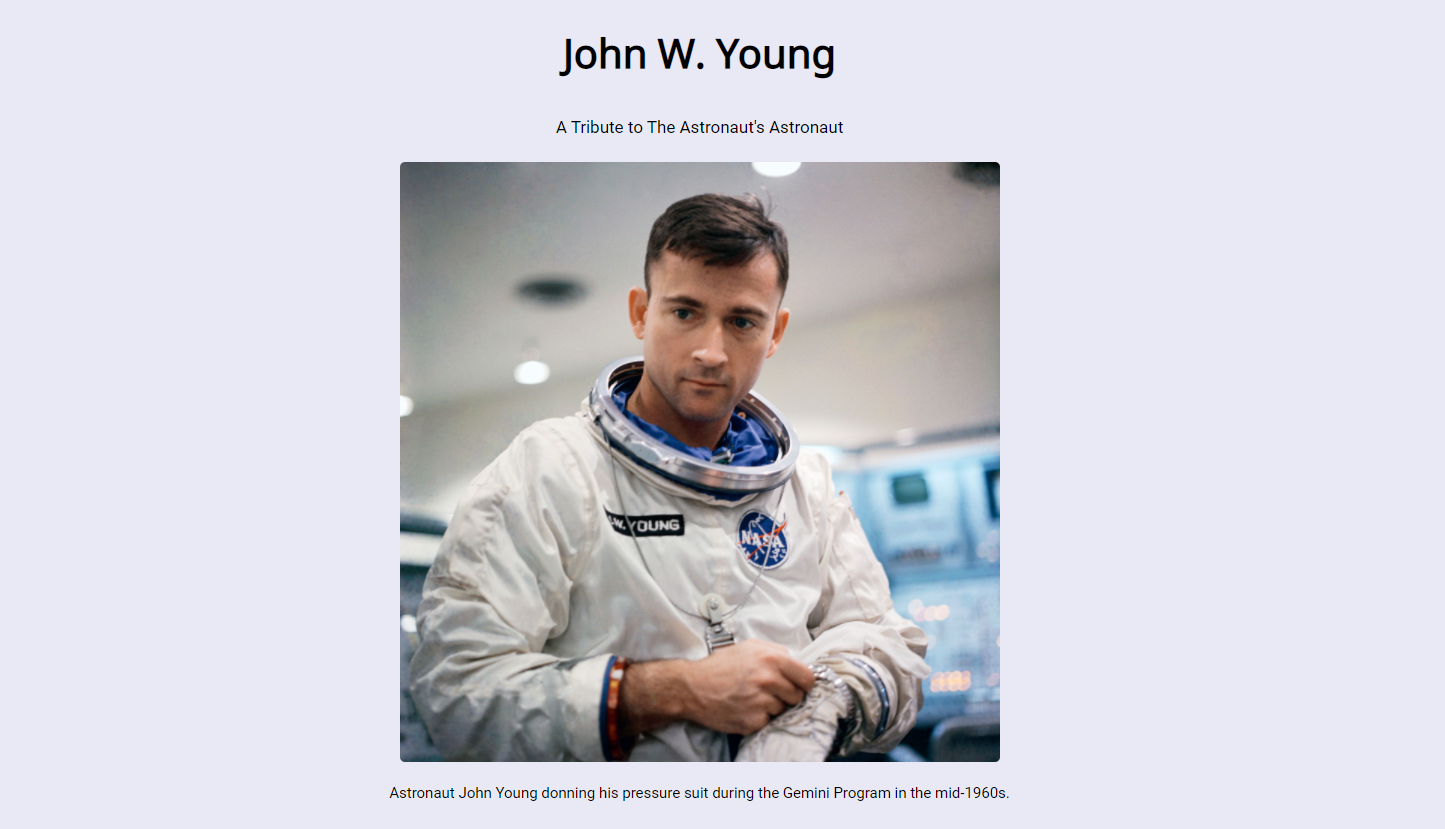 John W. Young
A Tribute to The Astronaut's Astronaut
.W. YOUNG
NASA
Astronaut John Young donning his pressure suit during the Gemini Program in the mid-1960s.